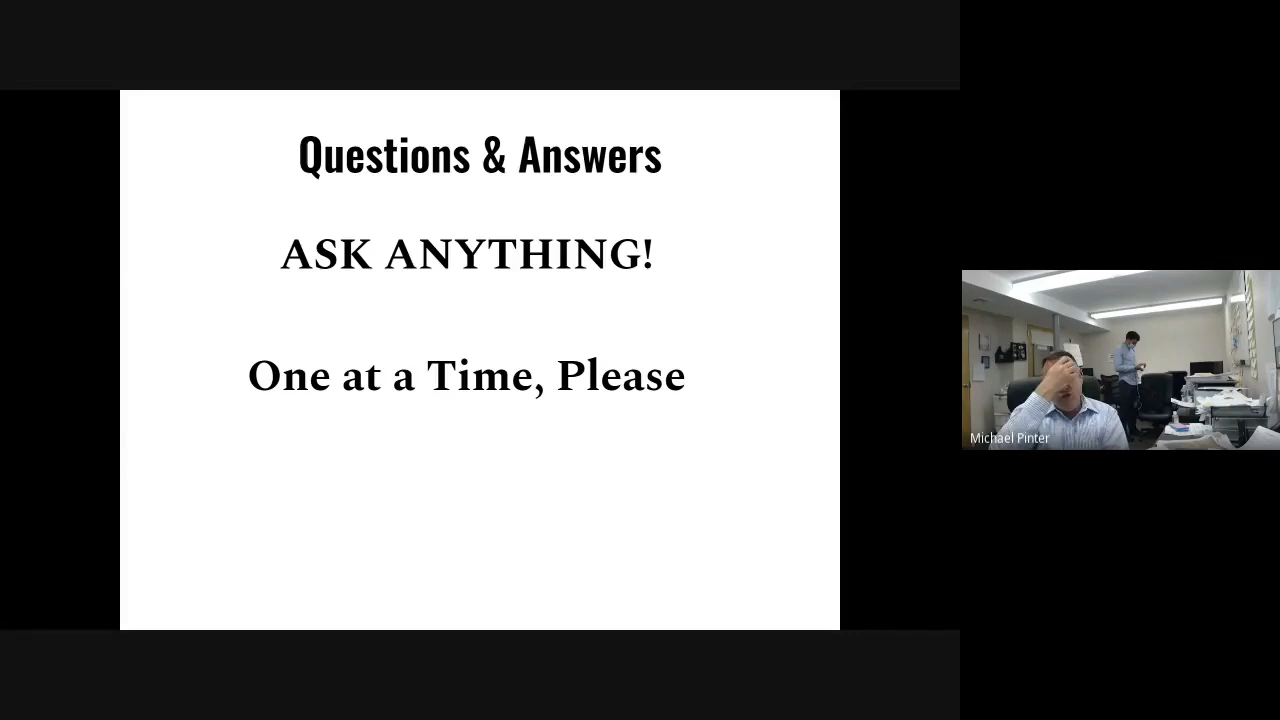 Questions & Answers
ASK ANYTHING!
One at a Time, Please
Michael Pinter